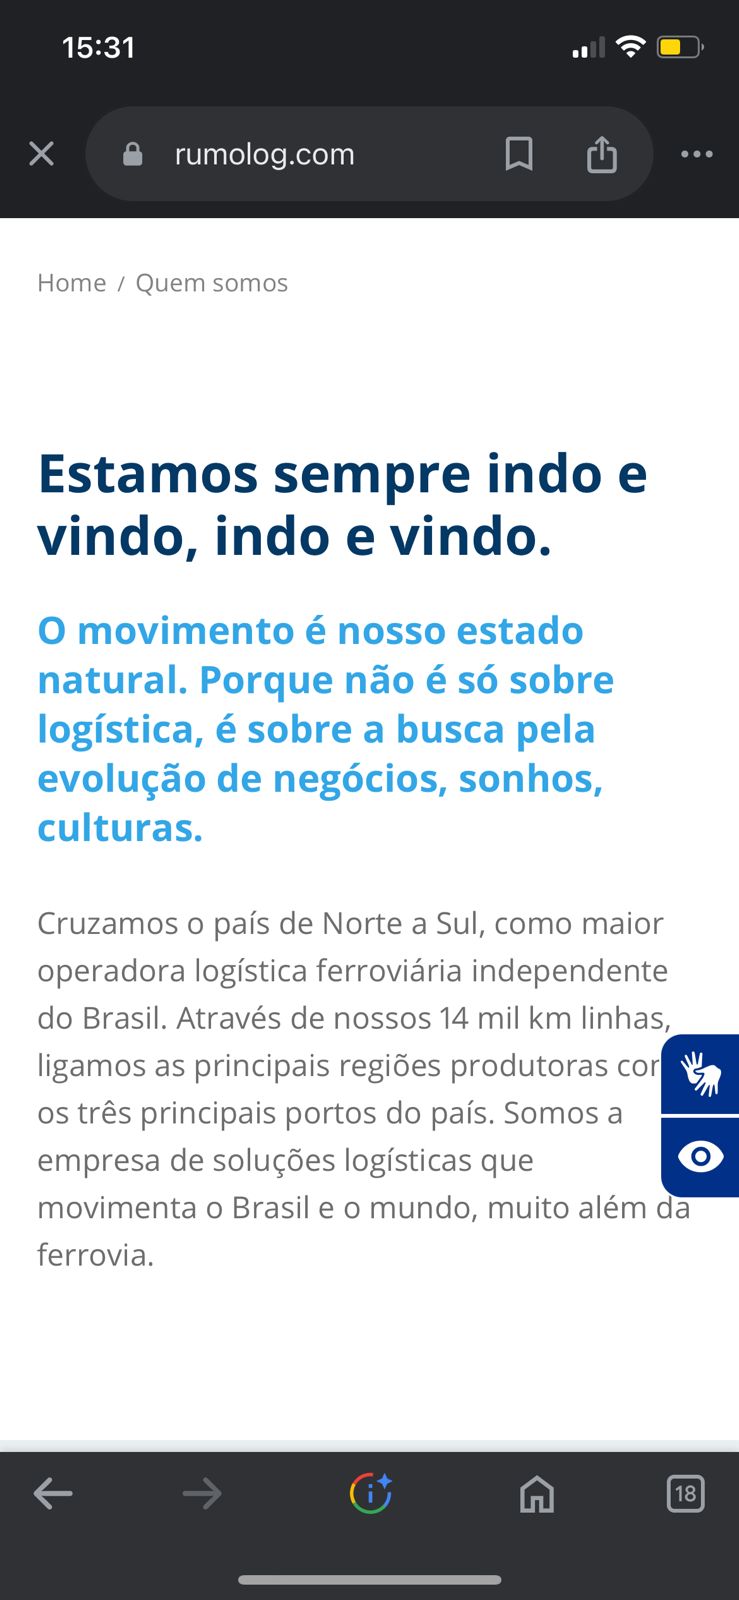 15:31
rumolog.com
Home / Quem somos
Estamos sempre indo e
vindo, indo e vindo.
O movimento é nosso estado
natural. Porque não é só sobre
logística, é sobre a busca pela
evolução de negócios, sonhos,
culturas.
Cruzamos o país de Norte a Sul, como maior
operadora logística ferroviária independente
do Brasil. Através de nossos 14 mil km linhas,
ligamos as principais regiões produtoras
os três principais portos do país. Somos a
empresa de soluções logísticas que
movimenta o Brasil e o mundo, muito além da
ferrovia.
18